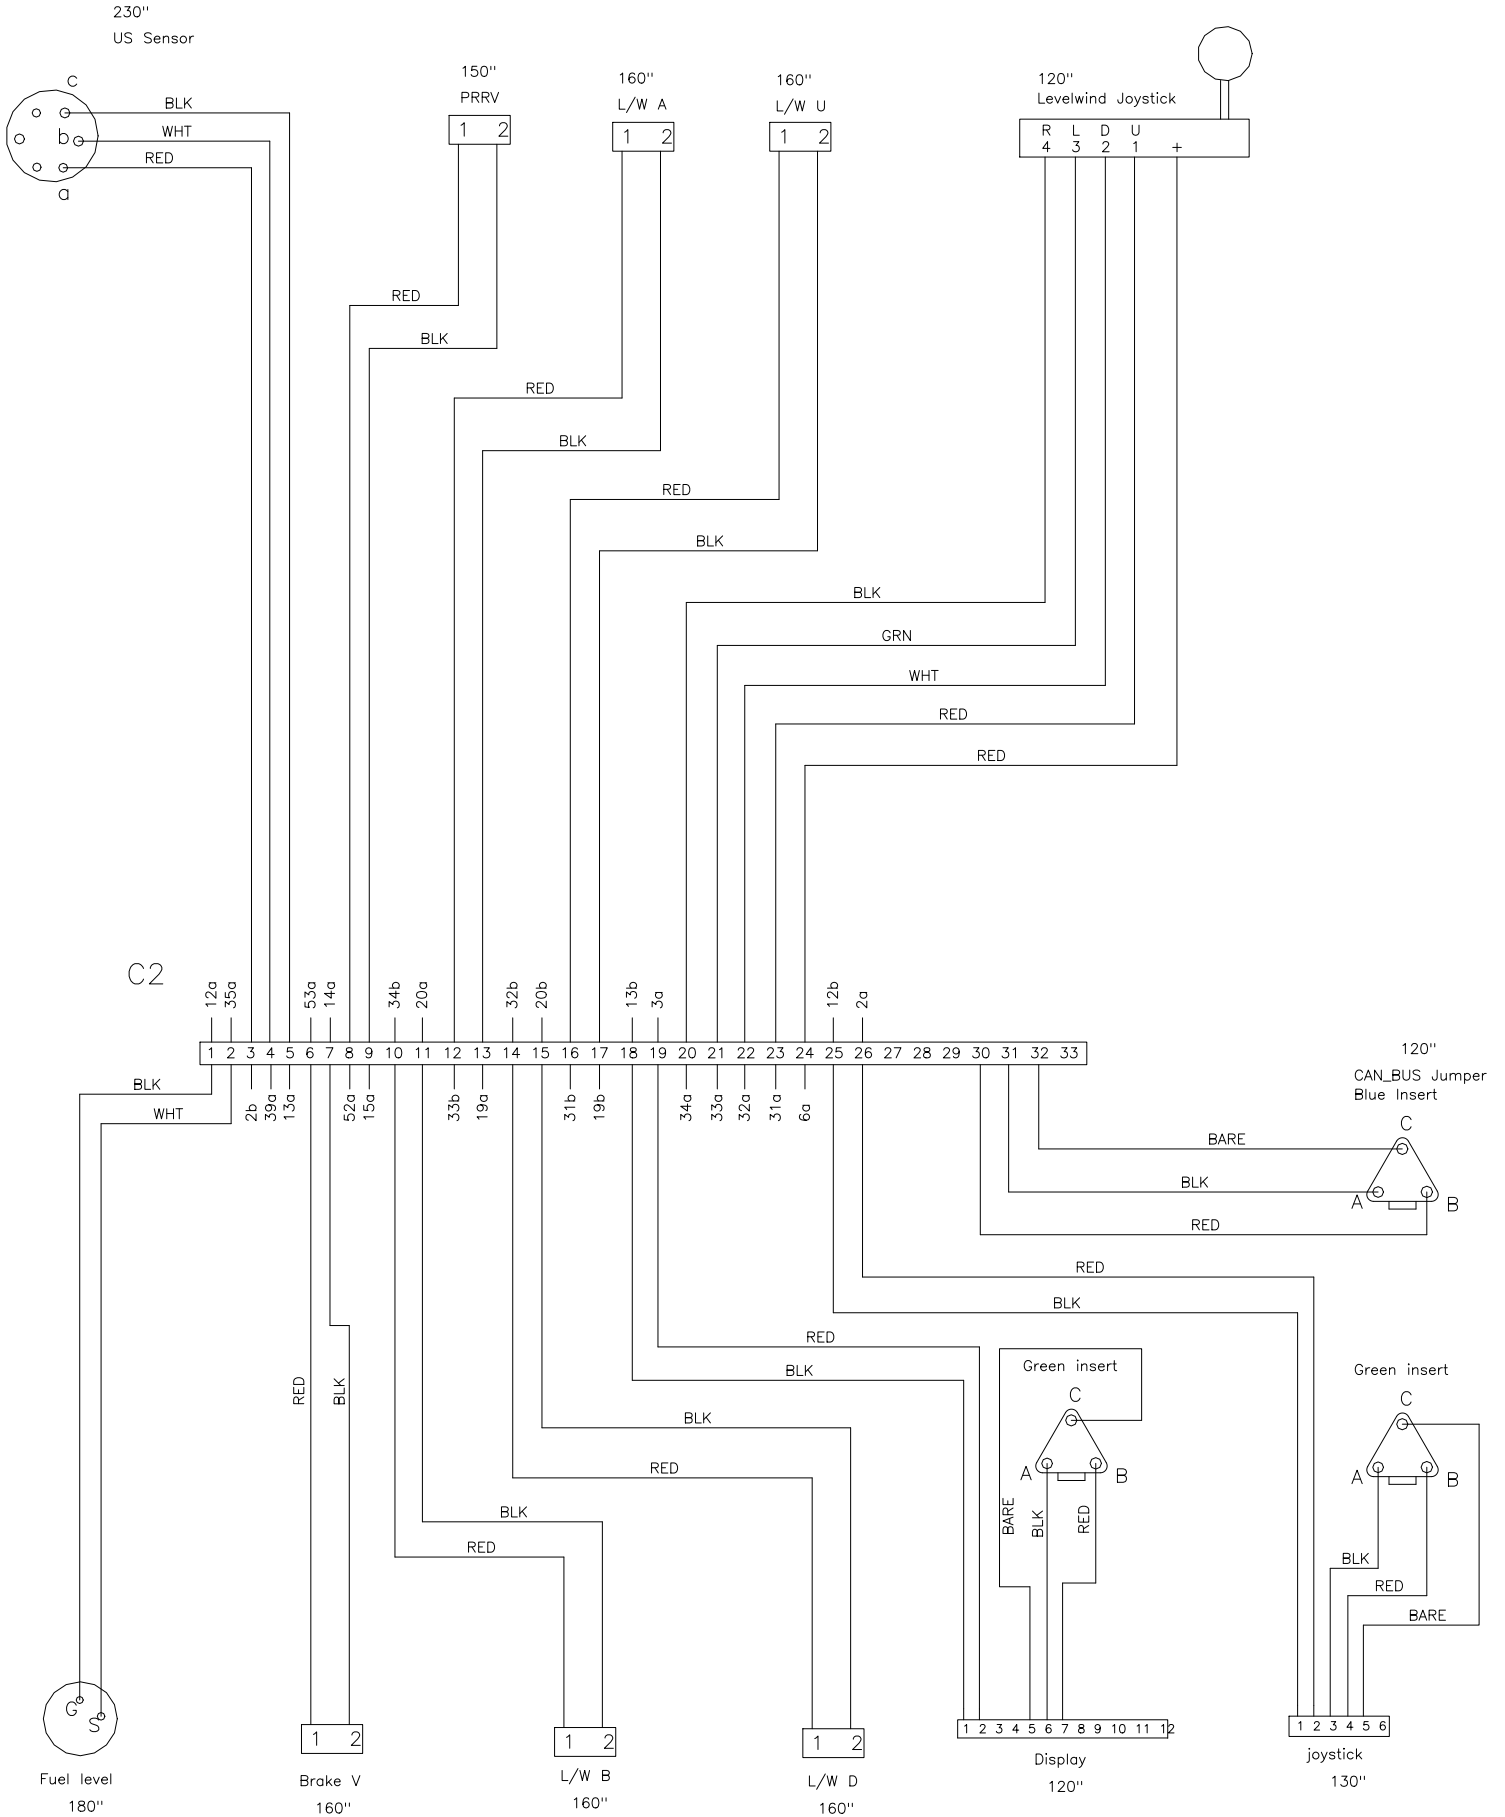 230"
US Sensor
c
b
a
BLK
WHT
RED
150"
PRRV
1 2
160"
L/W A
1 2
160"
L/W U
1 2
120"
Levelwind Joystick
R L D U
4 3 2 1 +
RED
BLK
RED
BLK
RED
BLK
BLK
GRN
WHT
RED
RED
C2
12a 35a 53a 14a 34b 20a 32b 20b 13b 3a 12b 2a
1 2 3 4 5 6 7 8 9 10 11 12 13 14 15 16 17 18 19 20 21 22 23 24 25 26 27 28 29 30 31 32 33
2b 39a 13a 52a 15a 33b 19a 31b 19b 34a 33a 32a 31a 6a
BLK
WHT
120"
CAN_BUS Jumper
Blue Insert
C
A
B
BARE
BLK
RED
RED
BLK
RED
BLK
RED
BLK
BLK
RED
BLK
RED
Green insert
C
A
B
BARE
BLK
RED
Green insert
C
A
B
BLK
RED
BARE
G
S
Fuel level
180"
1 2
Brake V
160"
1 2
L/W B
160"
1 2
L/W D
160"
1 2 3 4 5 6 7 8 9 10 11 12
Display
120"
1 2 3 4 5 6
joystick
130"